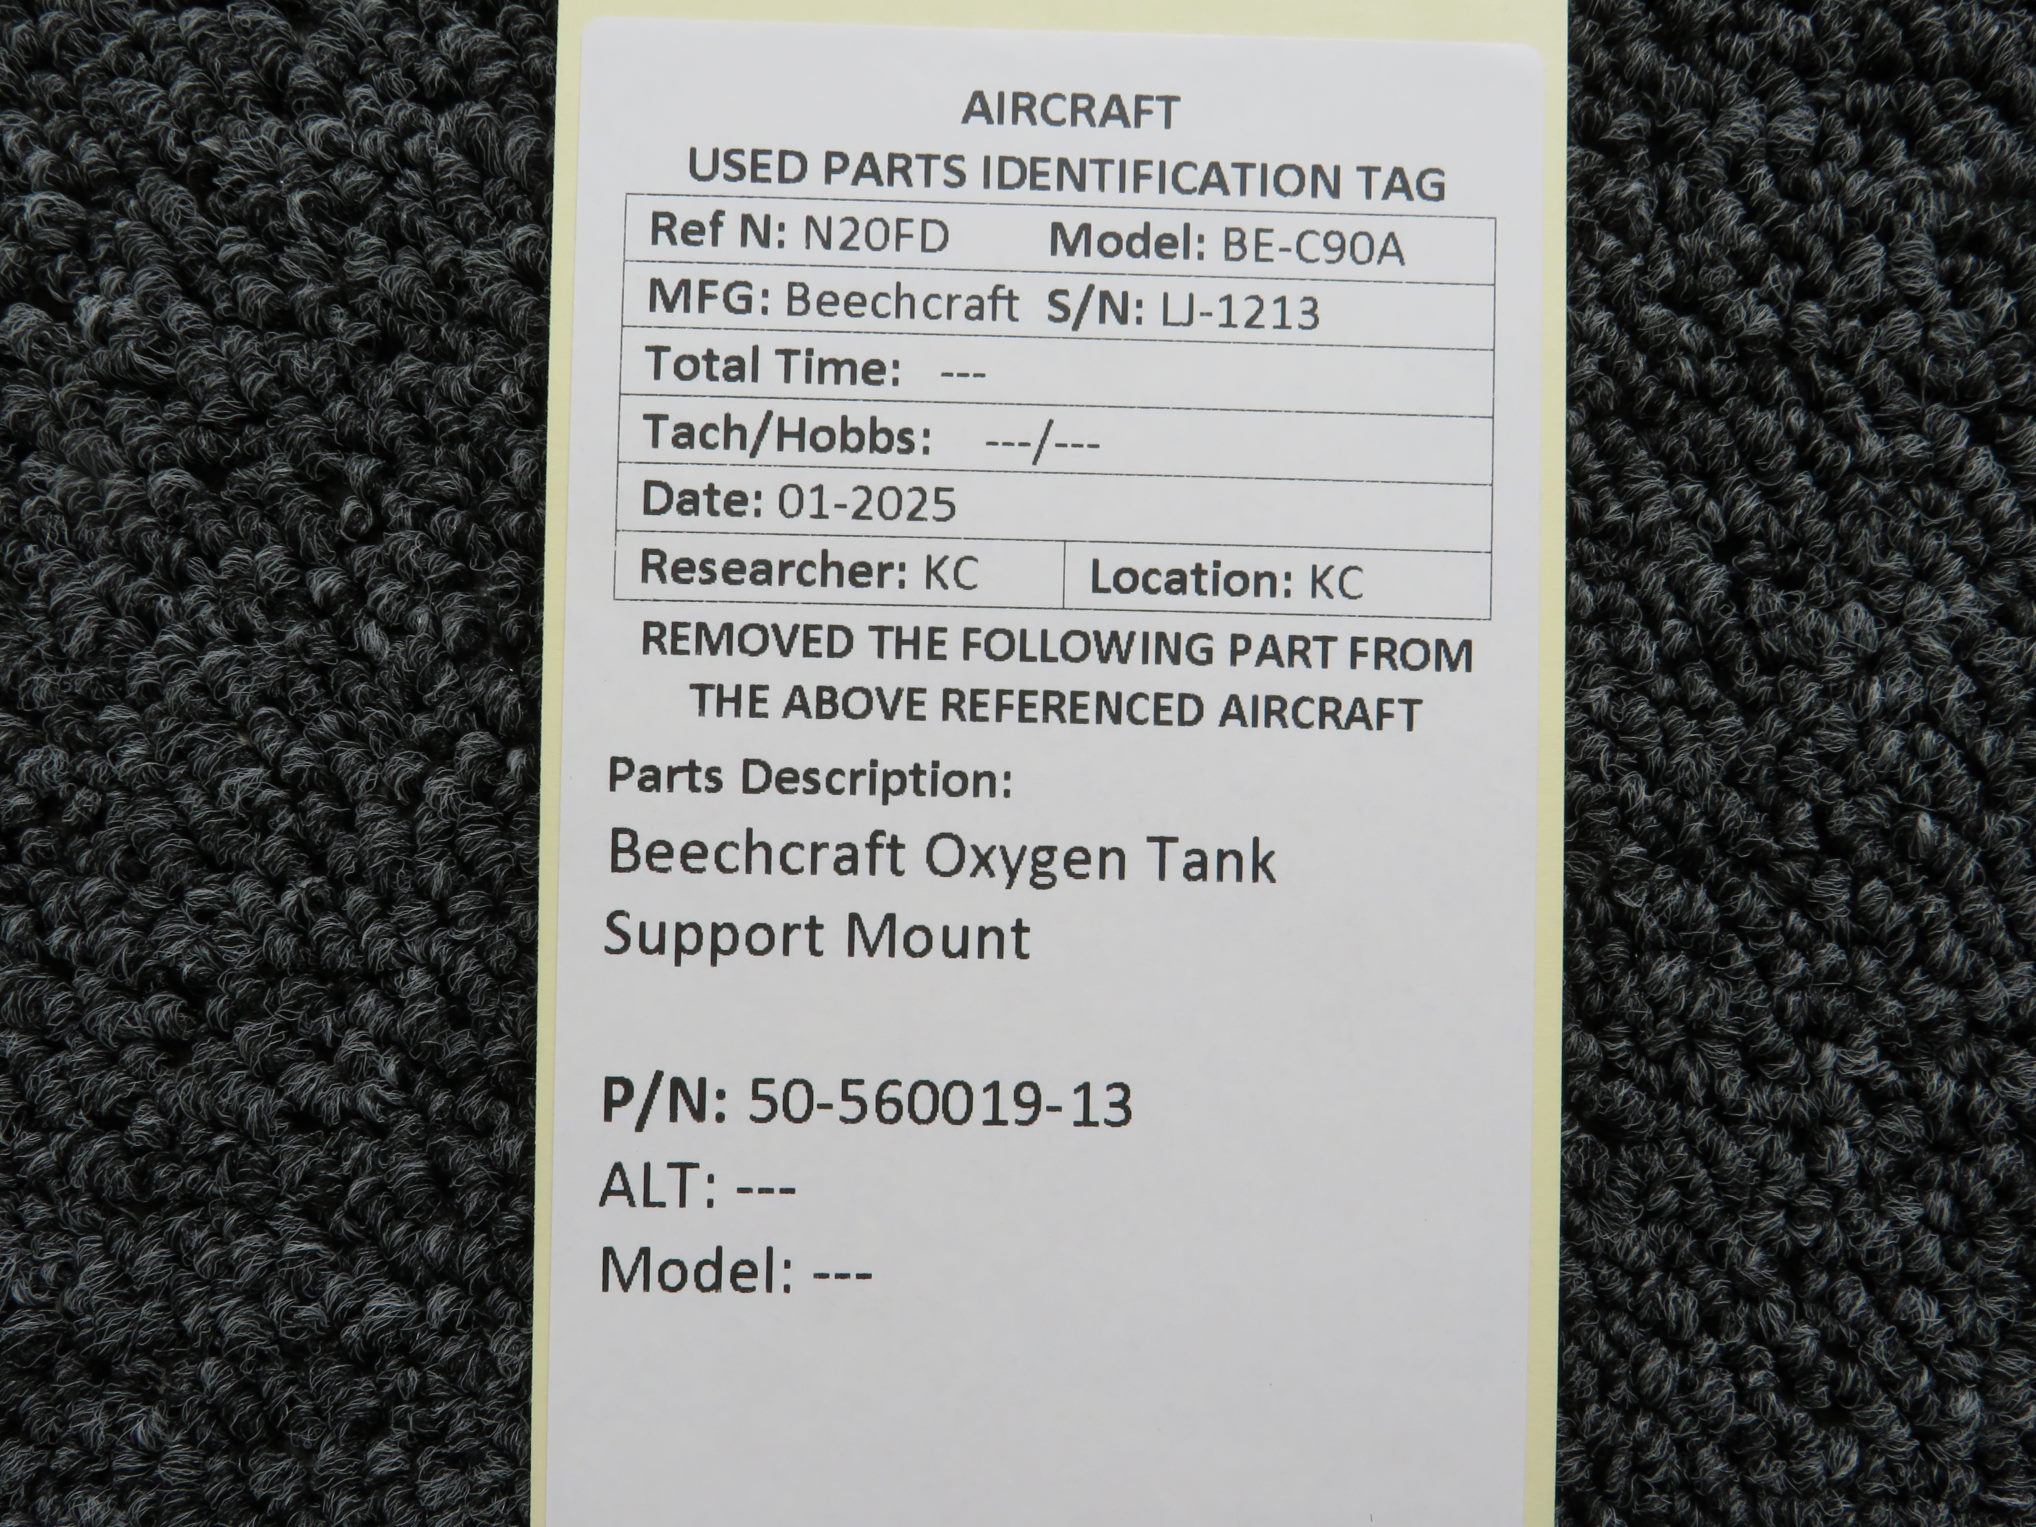 AIRCRAFT
USED PARTS IDENTIFICATION TAG
Ref N: N20FD Model: BE-C90A
MFG: Beechcraft S/N: LJ-1213
Total Time: ---
Tach/Hobbs: ---/---
Date: 01-2025
Researcher: KC Location: KC
REMOVED THE FOLLOWING PART FROM
THE ABOVE REFERENCED AIRCRAFT
Parts Description:
Beechcraft Oxygen Tank
Support Mount
P/N: 50-560019-13
ALT: ---
Model: ---